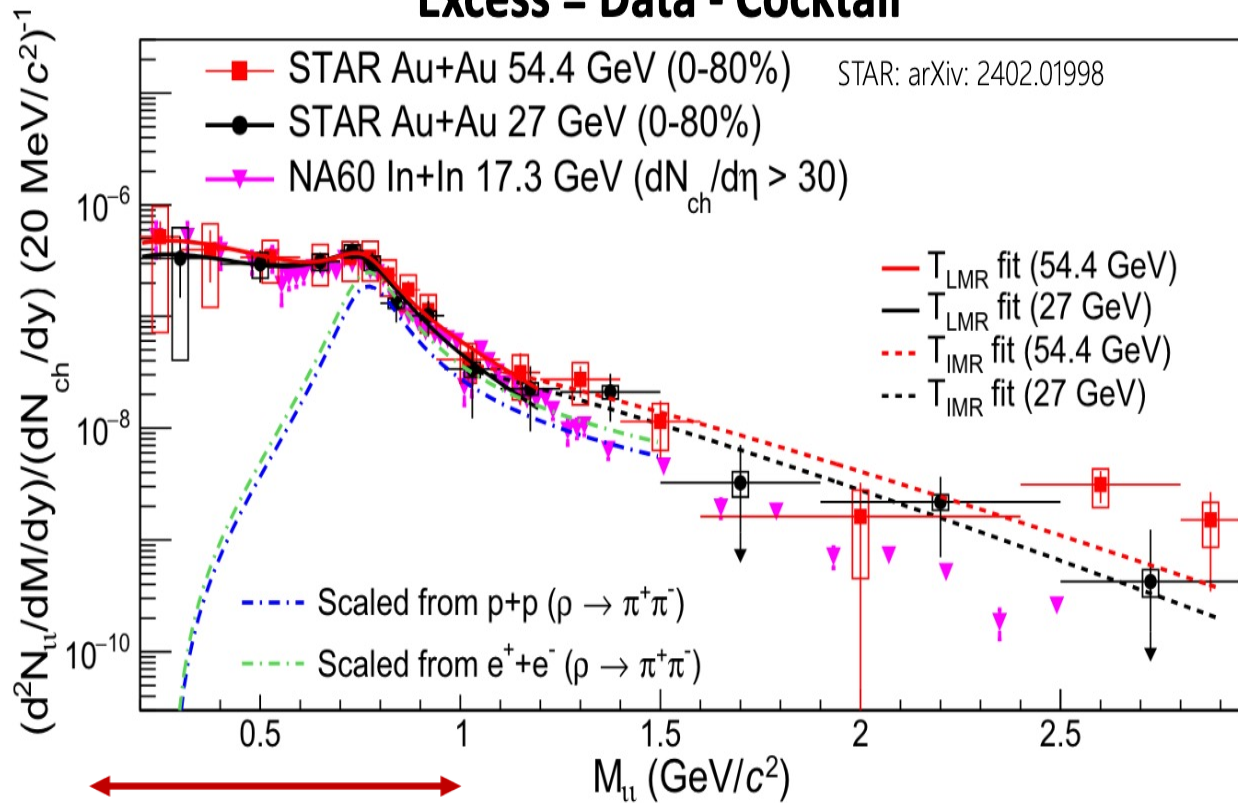 Excess = Data - Cocktail
STAR Au+Au 54.4 GeV (0-80%)
STAR: arXiv: 2402.01998
STAR Au+Au 27 GeV (0-80%)
NA60 In+In 17.3 GeV (dN_ch/dη > 30)
T_LMR fit (54.4 GeV)
T_LMR fit (27 GeV)
T_IMR fit (54.4 GeV)
T_IMR fit (27 GeV)
Scaled from p+p (ρ → π⁺π⁻)
Scaled from e⁺+e⁻ (ρ → π⁺π⁻)
(d²N_ll/dM/dy)/(dN_ch/dy) (20 MeV/c²)⁻¹
10⁻⁶
10⁻⁸
10⁻¹⁰
0.5 1 1.5 2 2.5
M_ll (GeV/c²)